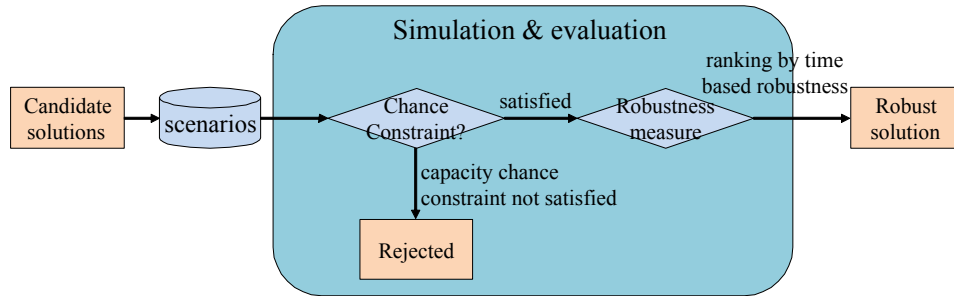 Simulation & evaluation
ranking by time
based robustness
Candidate
solutions
scenarios
Chance
Constraint?
satisfied
Robustness
measure
Robust
solution
capacity chance
constraint not satisfied
Rejected